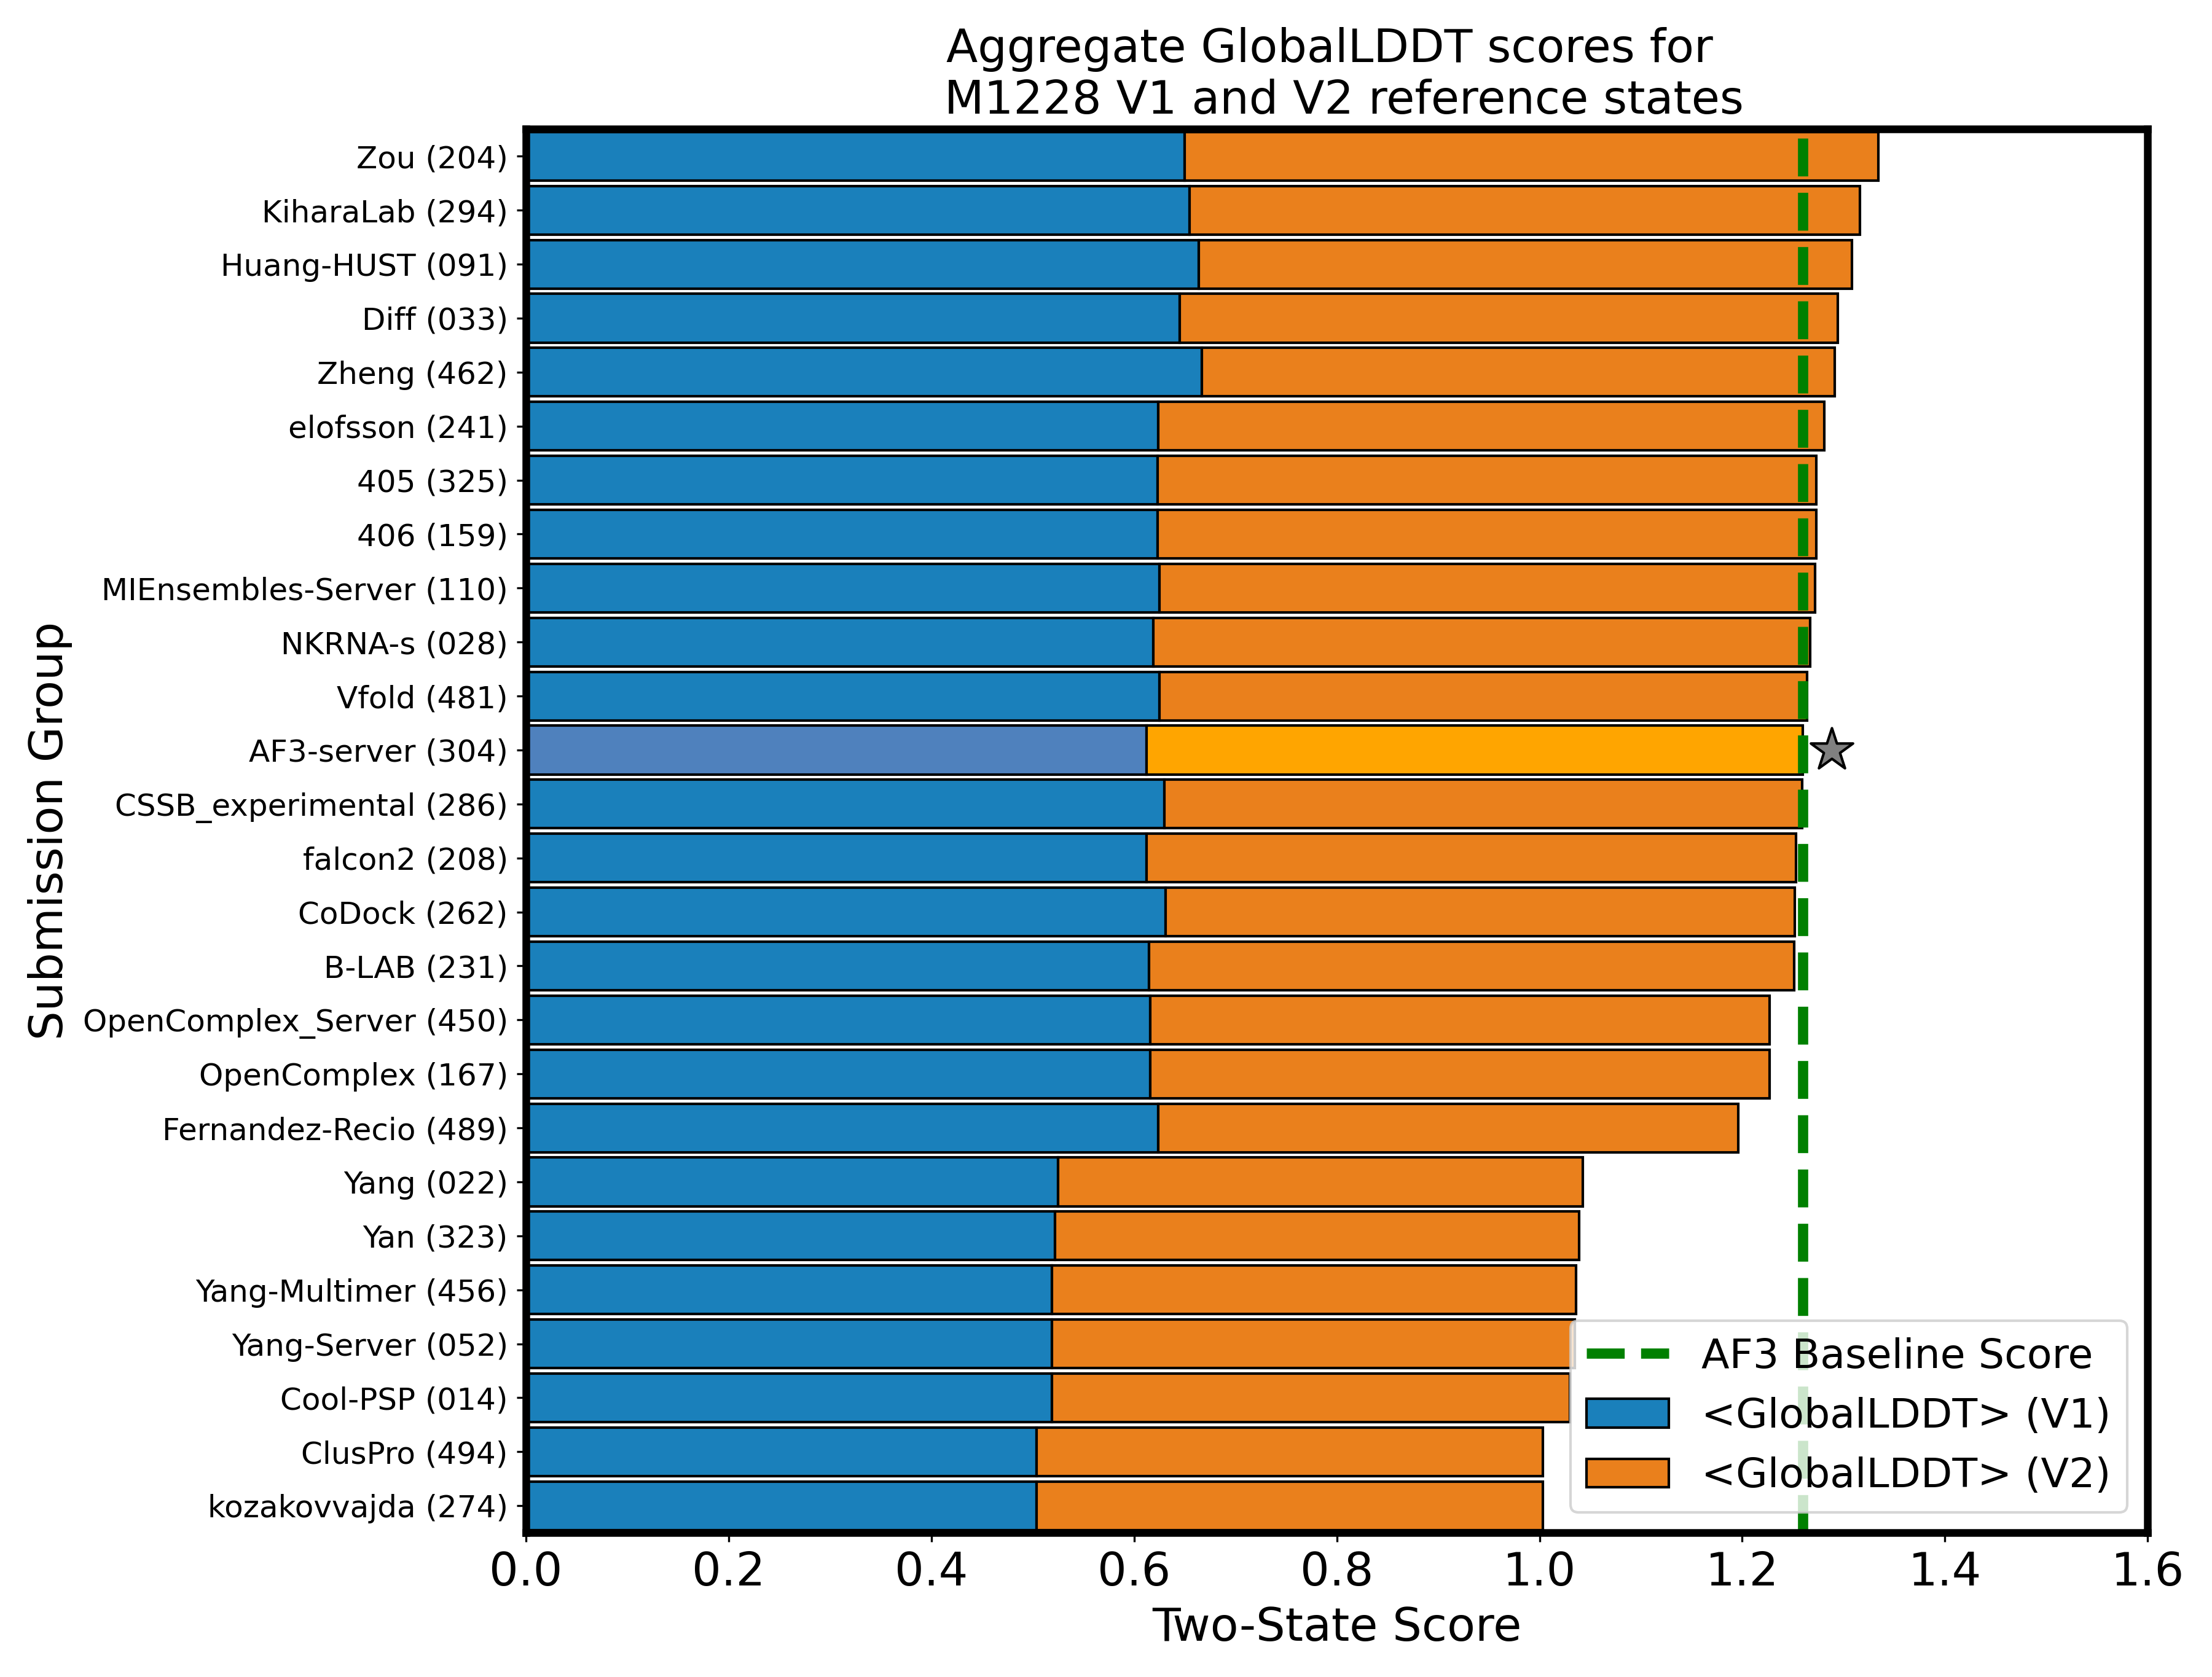 Aggregate GlobalLDDT scores for
M1228 V1 and V2 reference states
Submission Group
Zou (204)
KiharaLab (294)
Huang-HUST (091)
Diff (033)
Zheng (462)
elofsson (241)
405 (325)
406 (159)
MIEnsembles-Server (110)
NKRNA-s (028)
Vfold (481)
AF3-server (304)
CSSB_experimental (286)
falcon2 (208)
CoDock (262)
B-LAB (231)
OpenComplex_Server (450)
OpenComplex (167)
Fernandez-Recio (489)
Yang (022)
Yan (323)
Yang-Multimer (456)
Yang-Server (052)
Cool-PSP (014)
ClusPro (494)
kozakovvajda (274)
AF3 Baseline Score
<GlobalLDDT> (V1)
<GlobalLDDT> (V2)
0.0 0.2 0.4 0.6 0.8 1.0 1.2 1.4 1.6
Two-State Score